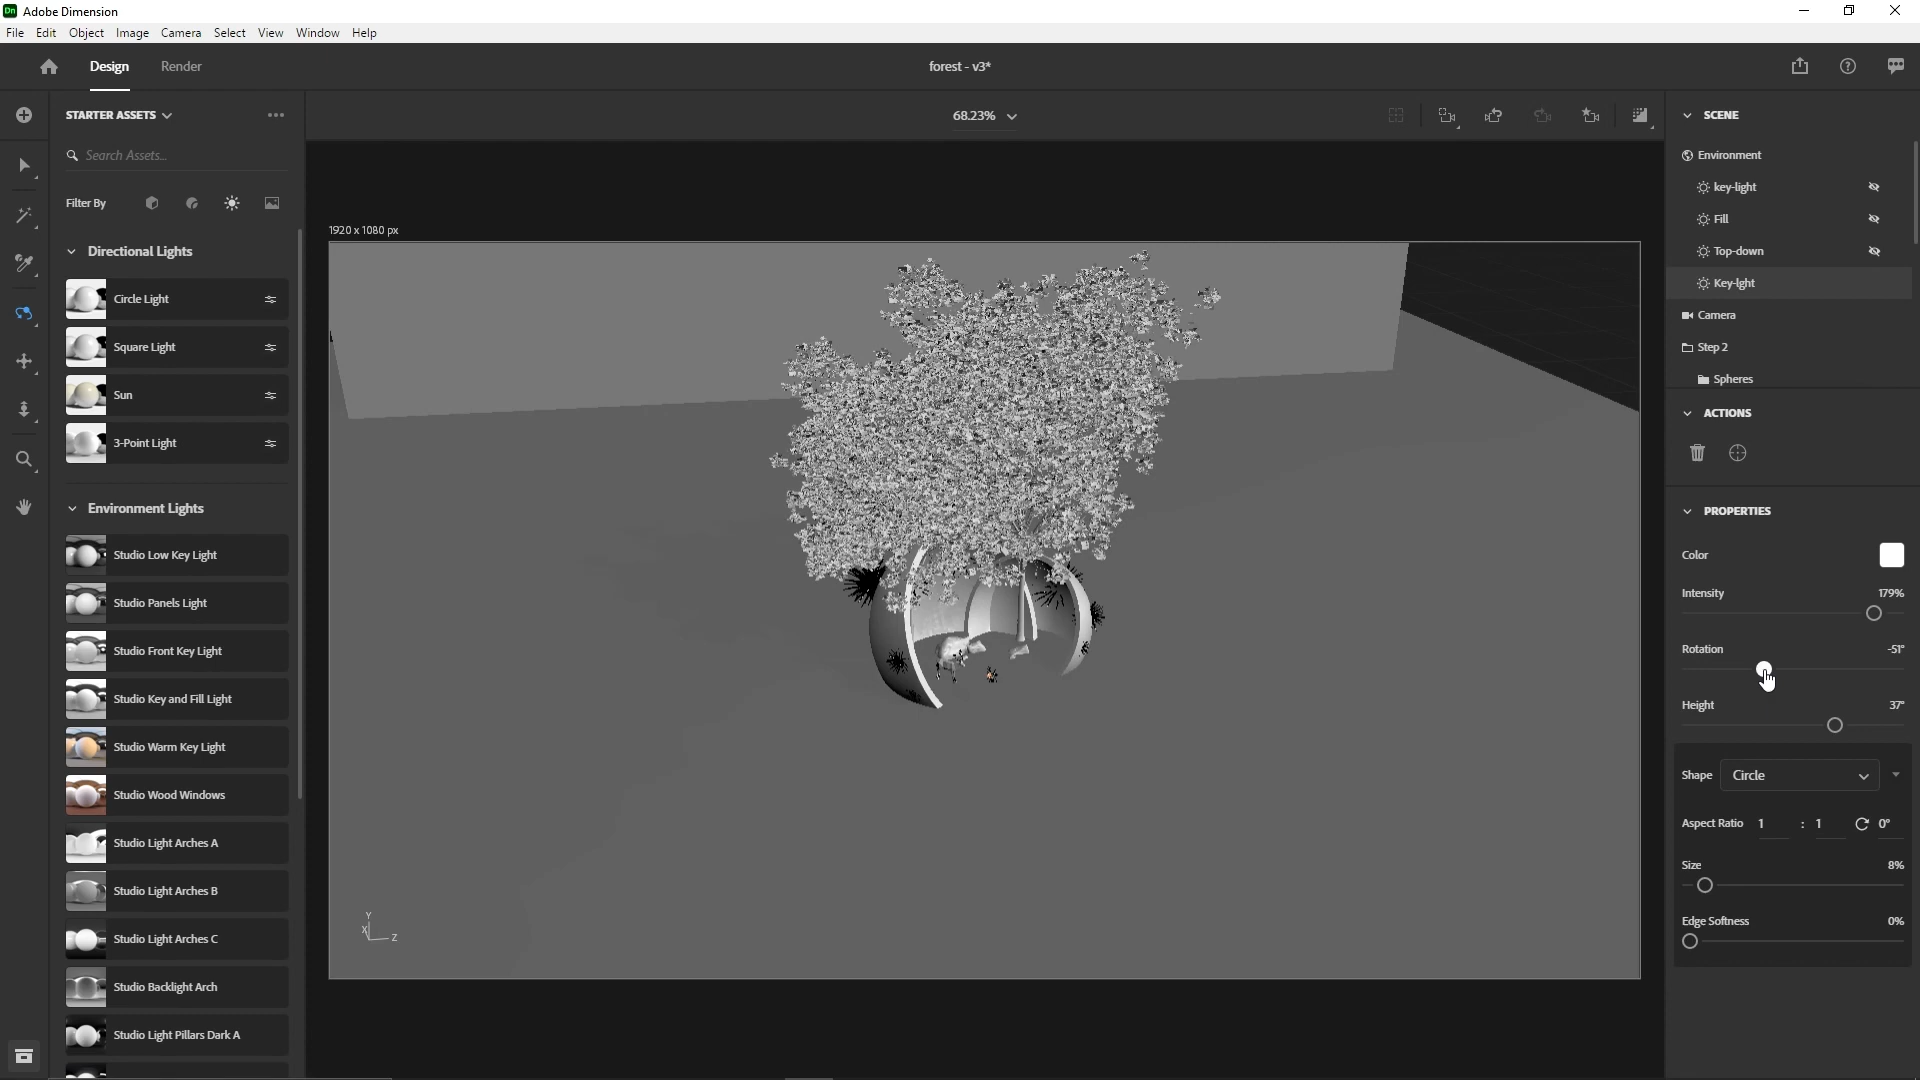 Dn Adobe Dimension
File Edit Object Image Camera Select View Window Help
Design Render forest - v3*
STARTER ASSETS
68.23%
SCENE
Search Assets...
Environment
key-light
Filter By
Fill
1920 x 1080 px
Directional Lights
Top-down
Key-lght
Circle Light
Camera
Square Light
Step 2
Spheres
Sun
ACTIONS
3-Point Light
Environment Lights
PROPERTIES
Studio Low Key Light
Color
Studio Panels Light
Intensity 179%
Studio Front Key Light
Rotation -51°
Studio Key and Fill Light
Height 37°
Studio Warm Key Light
Shape Circle
Studio Wood Windows
Aspect Ratio 1 : 1 0°
Studio Light Arches A
Size 8%
Studio Light Arches B
Edge Softness 0%
Y
X Z
Studio Light Arches C
Studio Backlight Arch
Studio Light Pillars Dark A